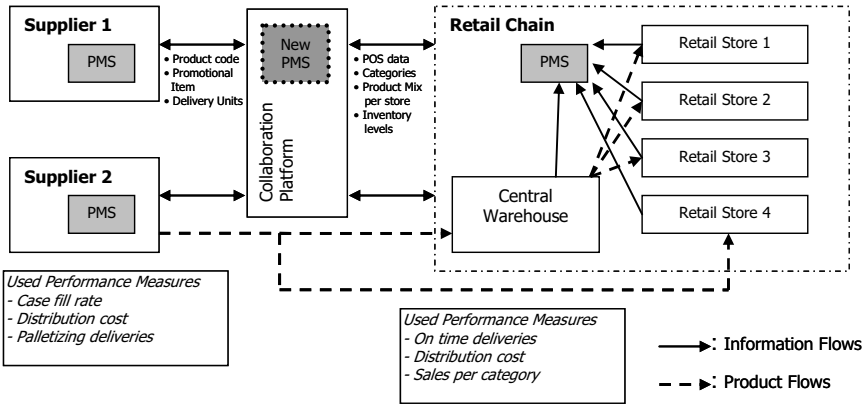 Supplier 1
PMS
• Product code
• Promotional
Item
• Delivery Units
New
PMS
Collaboration
Platform
• POS data
• Categories
• Product Mix
per store
• Inventory
levels
Retail Chain
PMS
Retail Store 1
Retail Store 2
Retail Store 3
Retail Store 4
Central
Warehouse
Supplier 2
PMS
Used Performance Measures
- Case fill rate
- Distribution cost
- Palletizing deliveries
Used Performance Measures
- On time deliveries
- Distribution cost
- Sales per category
: Information Flows
: Product Flows